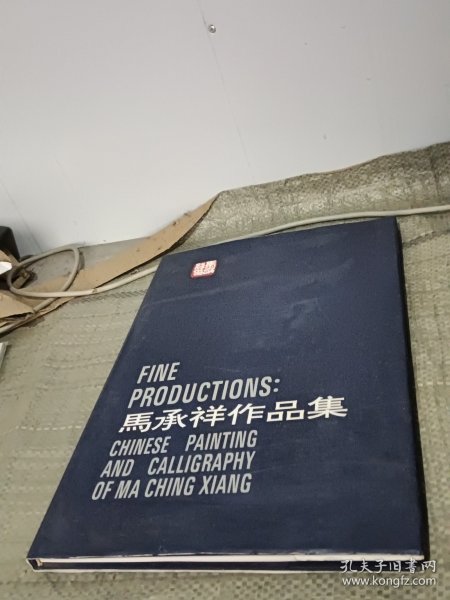 FINE
PRODUCTIONS:
馬承祥作品集
CHINESE PAINTING
AND CALLIGRAPHY
OF MA CHING XIANG
孔夫子旧书网
www.kongfz.com